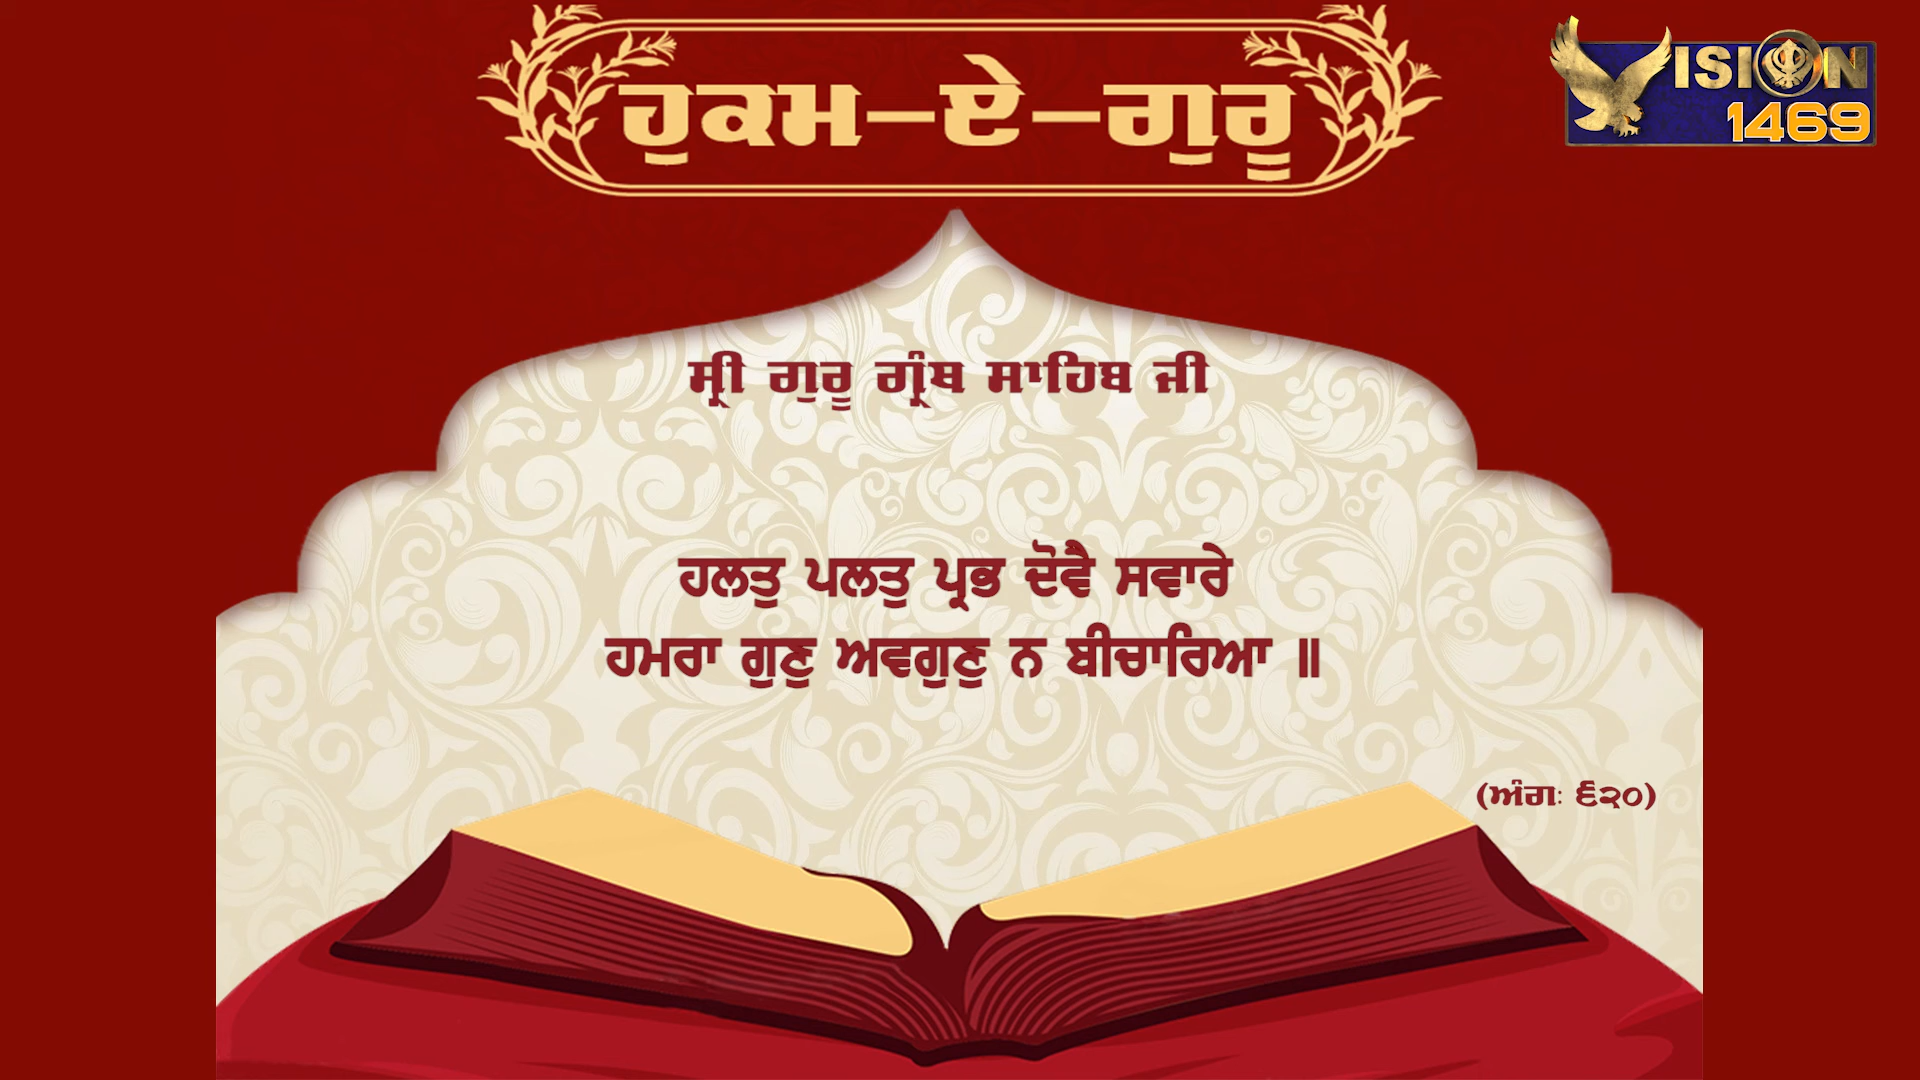 ਹੁਕਮ-ਏ-ਗੁਰੂ
VISION
1469
ਸ੍ਰੀ ਗੁਰੂ ਗ੍ਰੰਥ ਸਾਹਿਬ ਜੀ
ਹਲਤੁ ਪਲਤੁ ਪ੍ਰਭ ਦੋਵੈ ਸਵਾਰੇ
ਹਮਰਾ ਗੁਣੁ ਅਵਗੁਣੁ ਨ ਬੀਚਾਰਿਆ ॥
(ਅੰਗ: ੬੨੦)